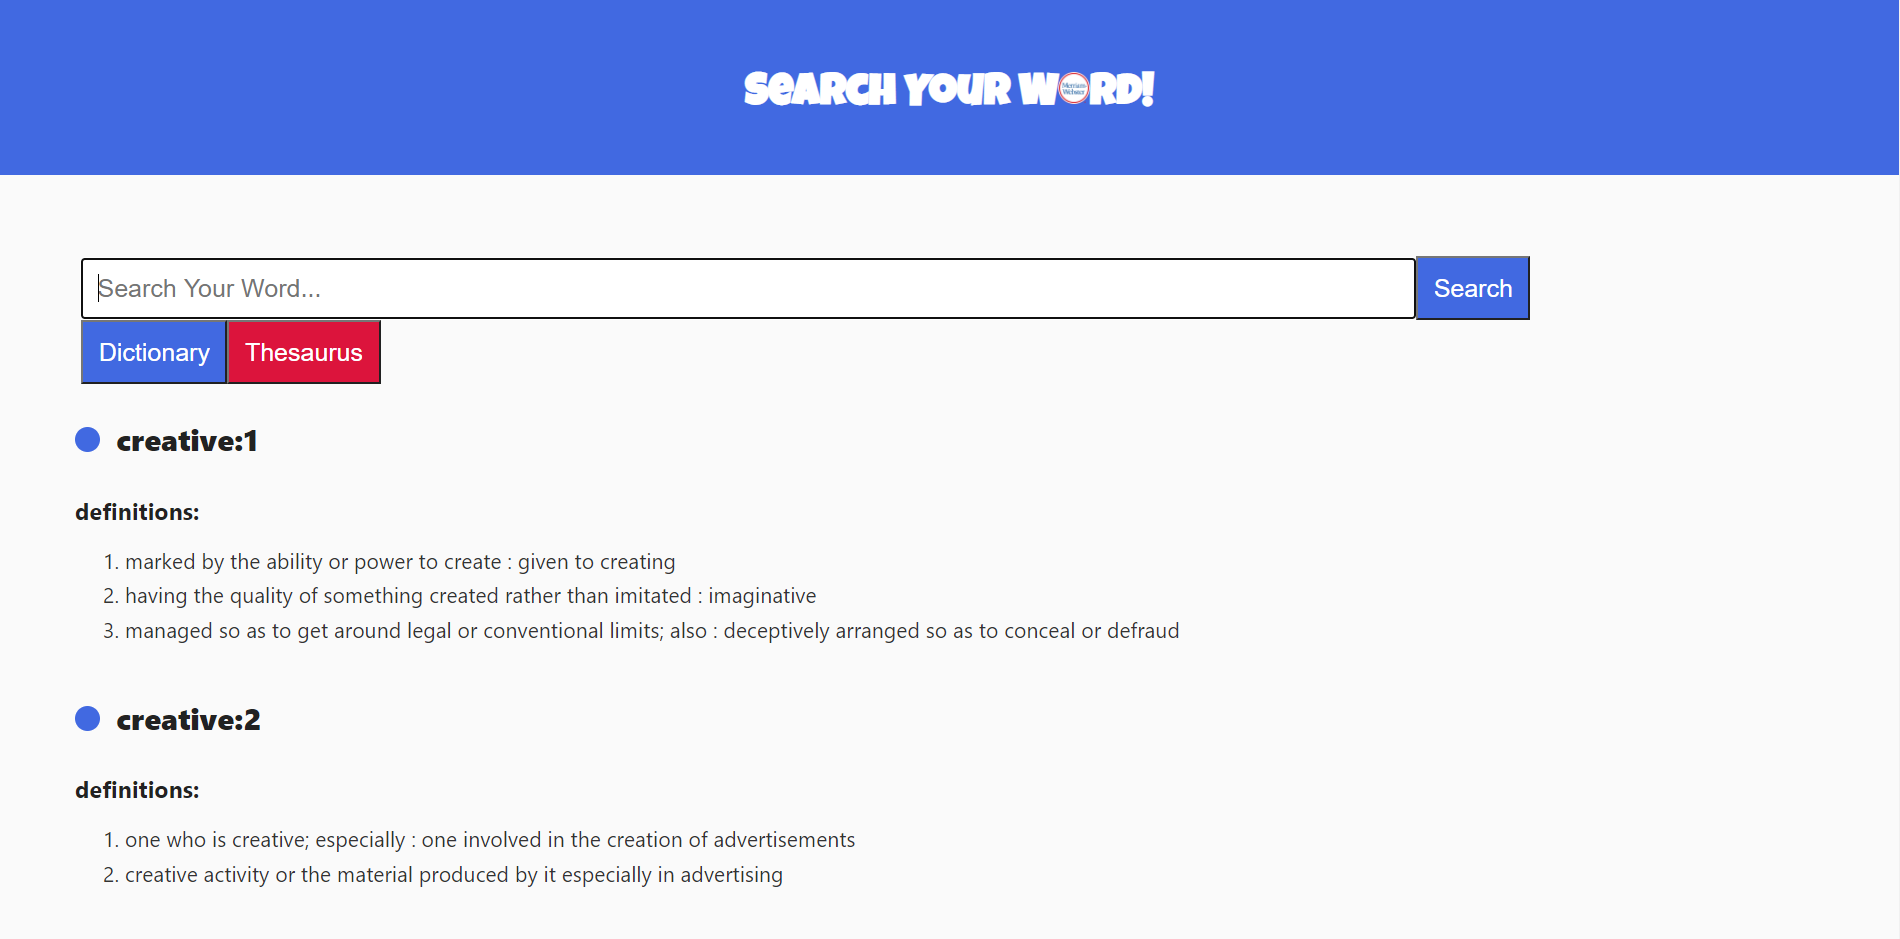 SeARCH YOUR WORD!
Merriam-
Webster
Search Your Word...
Search
Dictionary
Thesaurus
creative:1
definitions:
1. marked by the ability or power to create : given to creating
2. having the quality of something created rather than imitated : imaginative
3. managed so as to get around legal or conventional limits; also : deceptively arranged so as to conceal or defraud
creative:2
definitions:
1. one who is creative; especially : one involved in the creation of advertisements
2. creative activity or the material produced by it especially in advertising